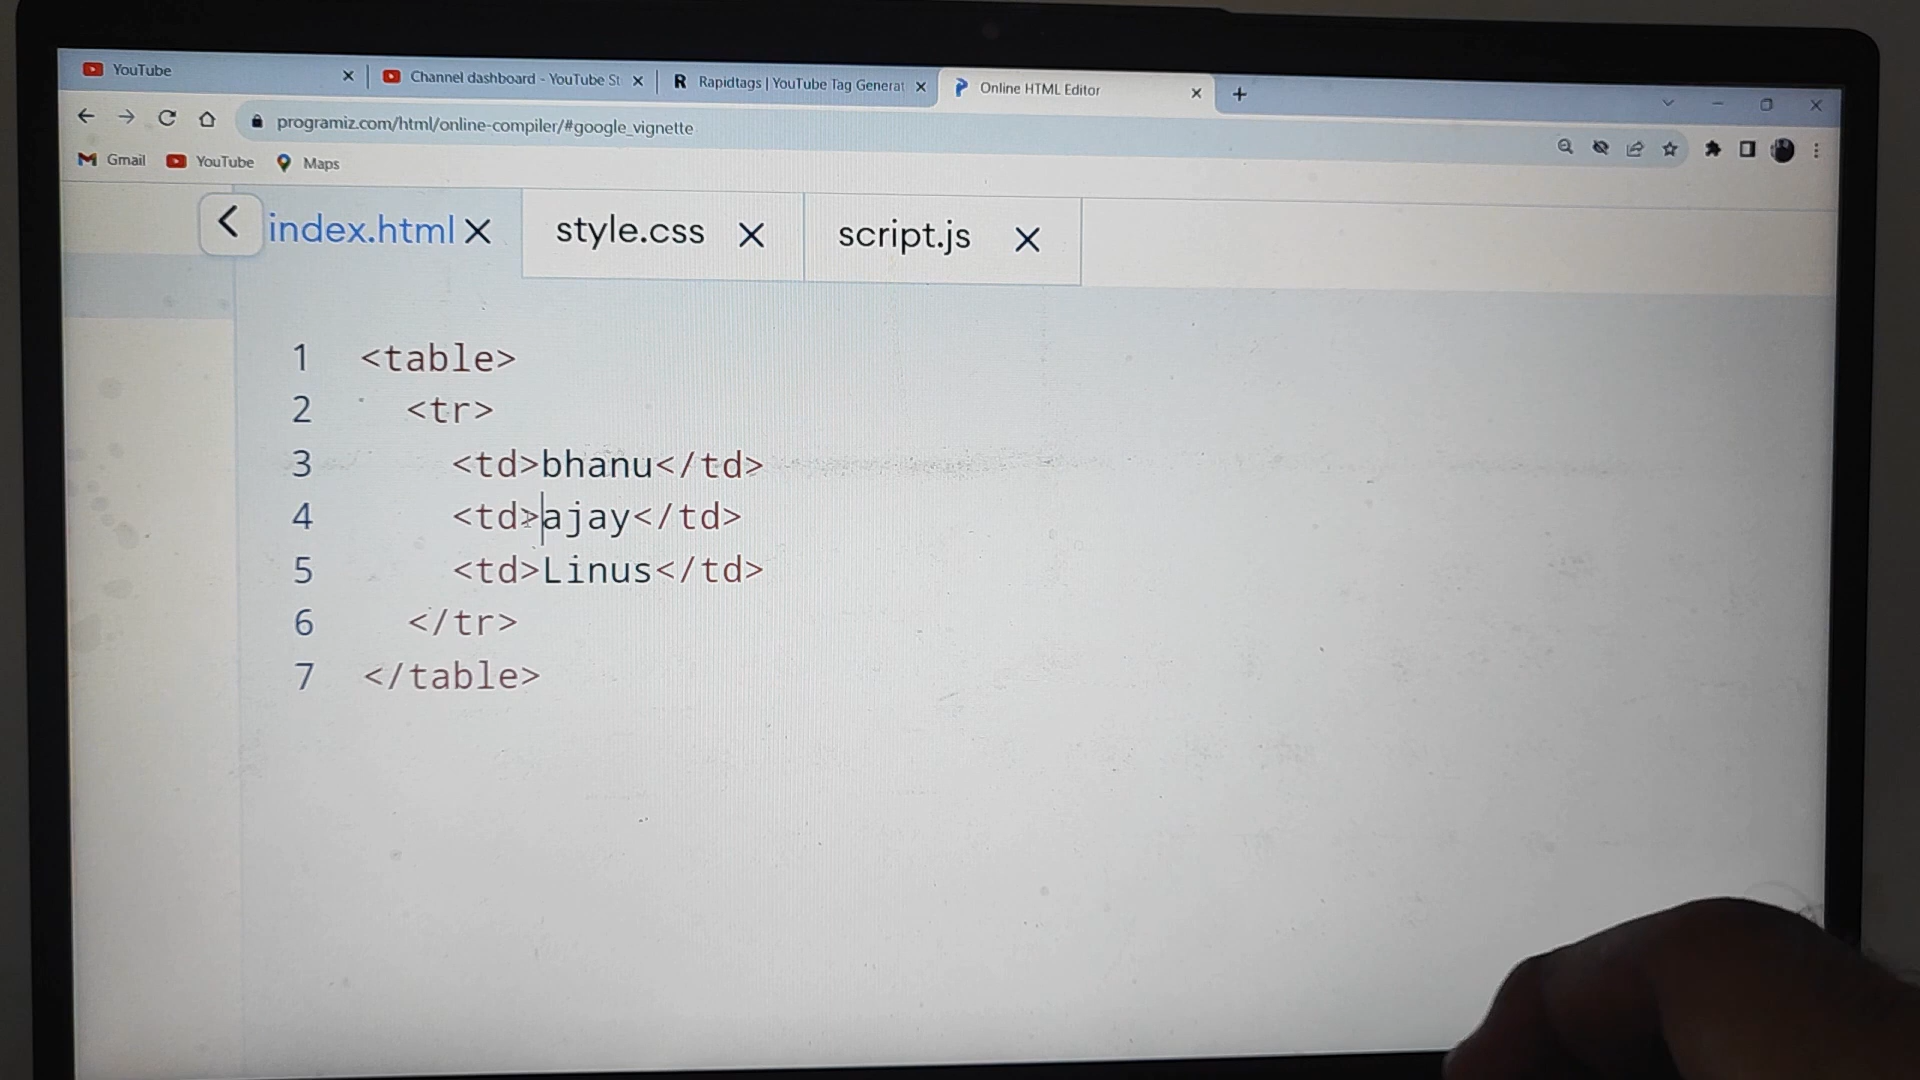 YouTube
Channel dashboard - YouTube St
Rapidtags | YouTube Tag Generat
Online HTML Editor
programiz.com/html/online-compiler/#google_vignette
Gmail YouTube Maps
index.html style.css script.js
1 <table>
2 <tr>
3 <td>bhanu</td>
4 <td>ajay</td>
5 <td>Linus</td>
6 </tr>
7 </table>